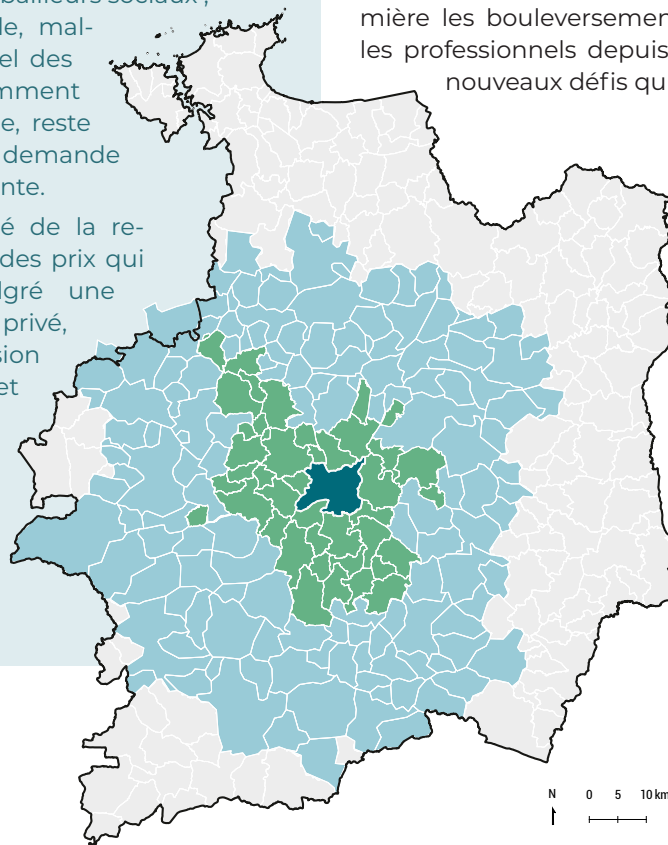 bailleurs sociaux ;
le, mal-
el des
mment
e, reste
demande
nte.
é de la re-
des prix qui
lgré une
privé,
sion
et
mière les bouleversemen
les professionnels depuis
nouveaux défis qu
N 0 5 10 km